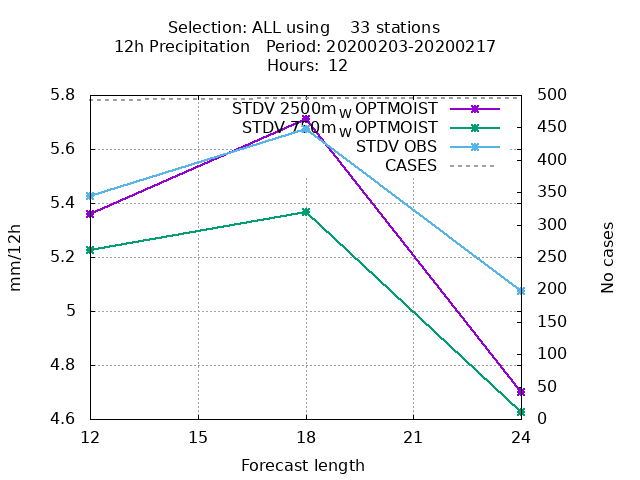 Selection: ALL using 33 stations
12h Precipitation Period: 20200203-20200217
Hours: 12
STDV 2500m W OPTMOIST
STDV 750m W OPTMOIST
STDV OBS
CASES
5.8
5.6
5.4
5.2
5
4.8
4.6
mm/12h
500
450
400
350
300
250
200
150
100
50
0
No cases
12 15 18 21 24
Forecast length